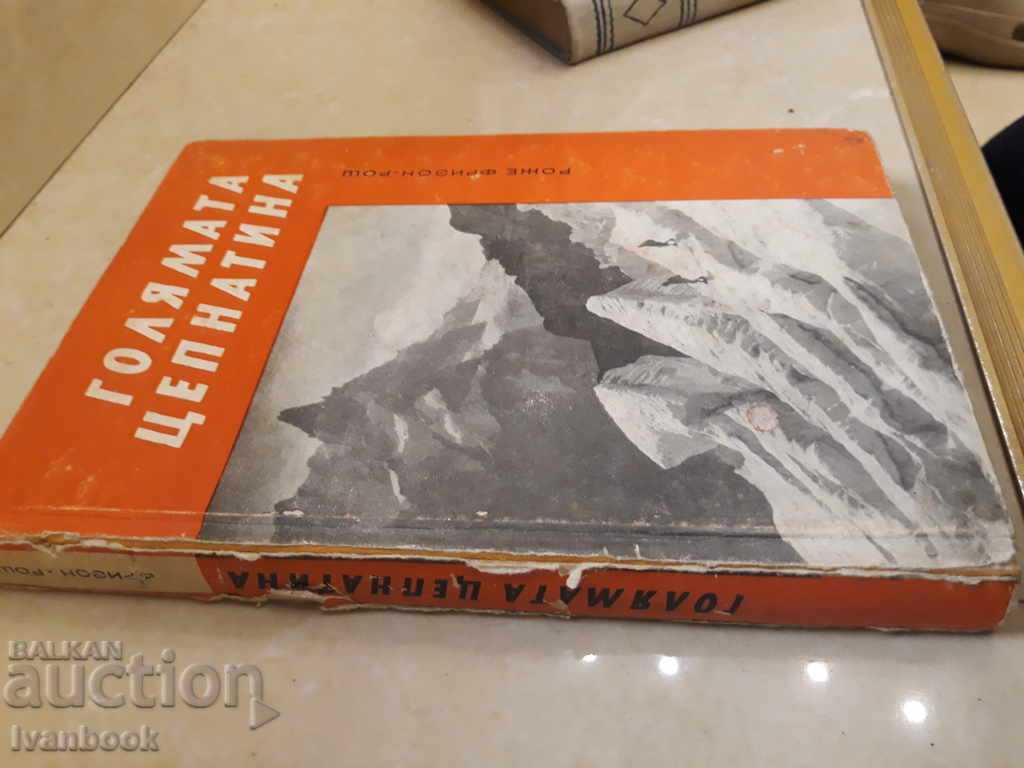 РОЖЕ ФРИЗОН-РОШ
ГОЛЯМАТА
ЦЕПНАТИНА
ФРИЗОН-РОШ
ГОЛЯМАТА ЦЕПНАТИНА
BALKAN
auction
Ivanbook